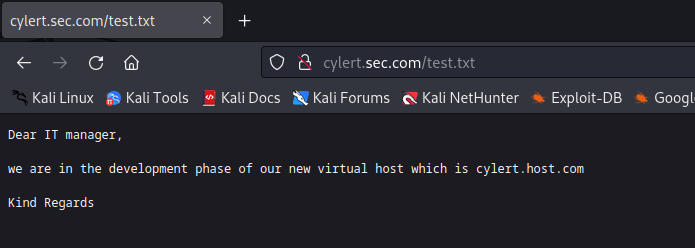 cylert.sec.com/test.txt
cylert.sec.com/test.txt
Kali Linux Kali Tools Kali Docs Kali Forums Kali NetHunter Exploit-DB Google
Dear IT manager,
we are in the development phase of our new virtual host which is cylert.host.com
Kind Regards